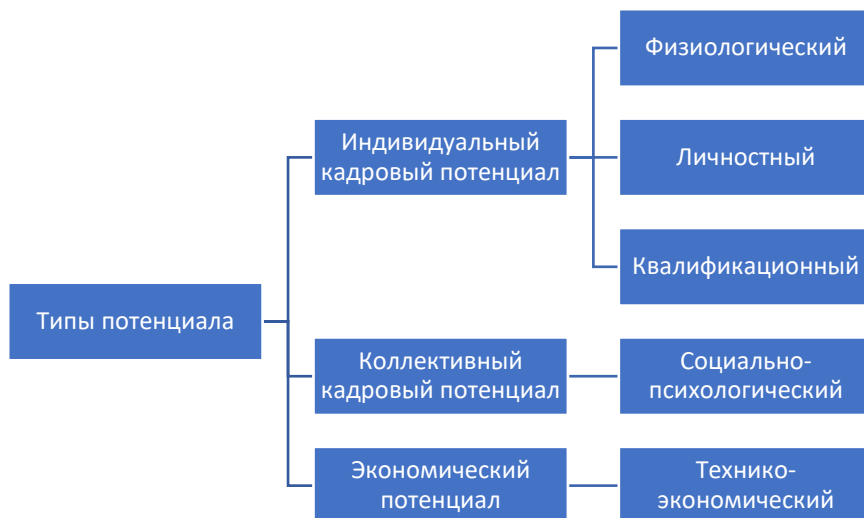 Типы потенциала
Индивидуальный
кадровый потенциал
Физиологический
Личностный
Квалификационный
Коллективный
кадровый потенциал
Социально-
психологический
Экономический
потенциал
Технико-
экономический